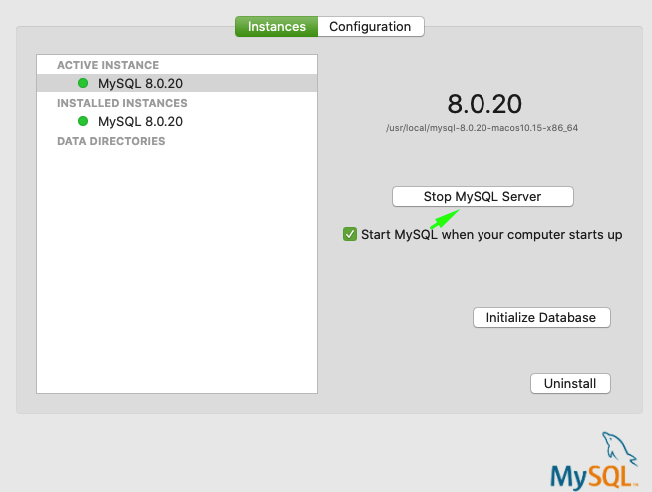 Instances Configuration
ACTIVE INSTANCE
MySQL 8.0.20
INSTALLED INSTANCES
MySQL 8.0.20
DATA DIRECTORIES
8.0.20
/usr/local/mysql-8.0.20-macos10.15-x86_64
Stop MySQL Server
Start MySQL when your computer starts up
Initialize Database
Uninstall
MySQL™